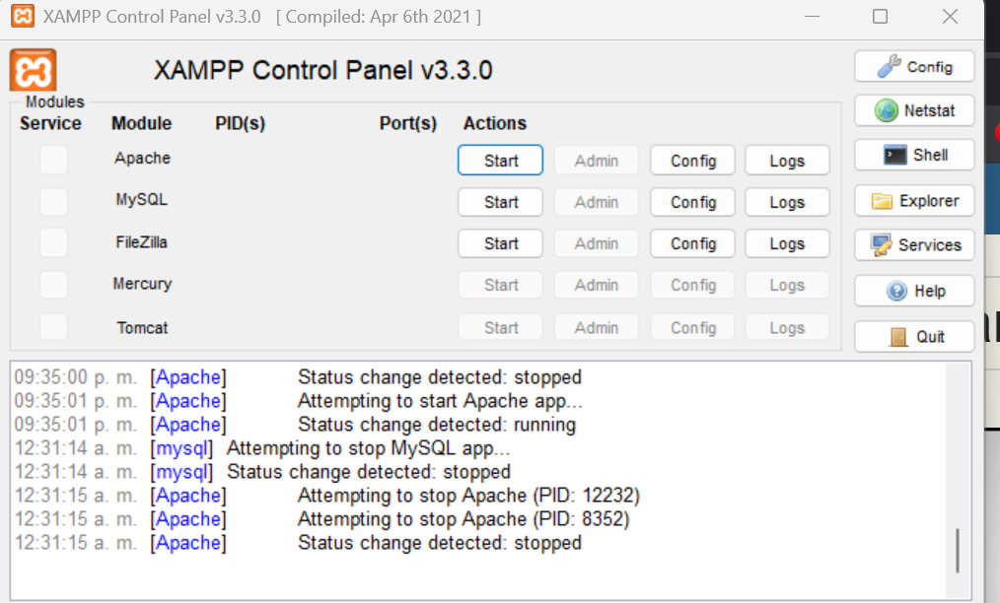 XAMPP Control Panel v3.3.0 [ Compiled: Apr 6th 2021 ]
XAMPP Control Panel v3.3.0
Config
Modules
Service Module PID(s) Port(s) Actions
Netstat
Apache Start Admin Config Logs
Shell
MySQL Start Admin Config Logs
Explorer
FileZilla Start Admin Config Logs
Services
Mercury Start Admin Config Logs
Help
Tomcat Start Admin Config Logs
Quit
09:35:00 p. m. [Apache] Status change detected: stopped
09:35:01 p. m. [Apache] Attempting to start Apache app...
09:35:01 p. m. [Apache] Status change detected: running
12:31:14 a. m. [mysql] Attempting to stop MySQL app...
12:31:14 a. m. [mysql] Status change detected: stopped
12:31:15 a. m. [Apache] Attempting to stop Apache (PID: 12232)
12:31:15 a. m. [Apache] Attempting to stop Apache (PID: 8352)
12:31:15 a. m. [Apache] Status change detected: stopped